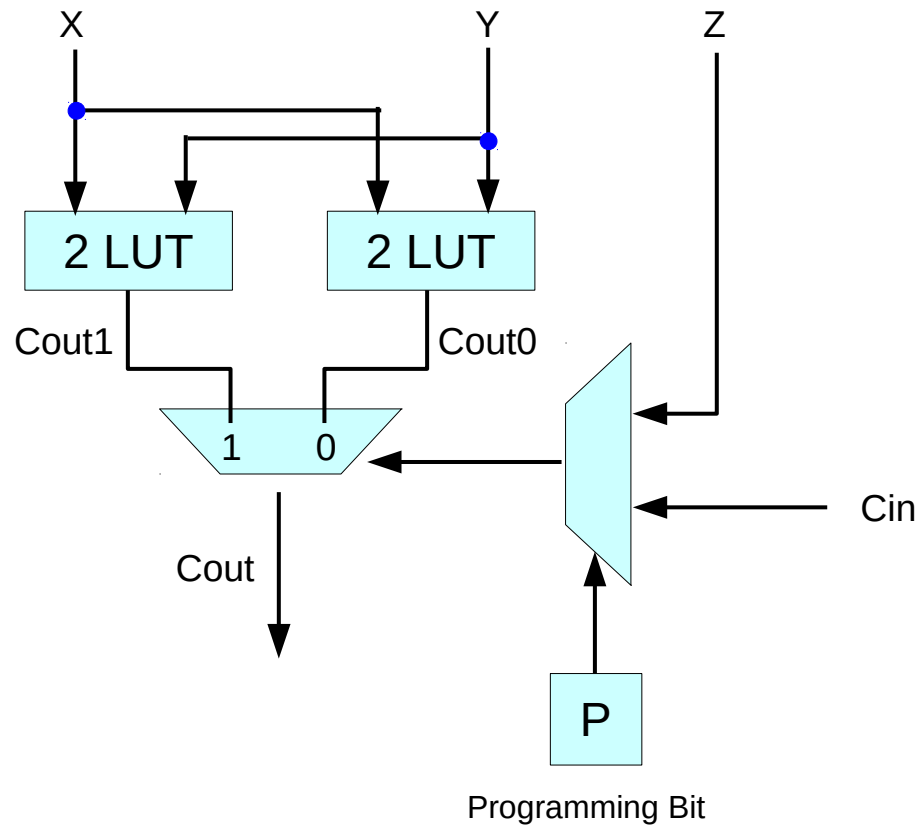 X
Y
Z
2 LUT
2 LUT
Cout1
Cout0
1
0
Cin
Cout
P
Programming Bit